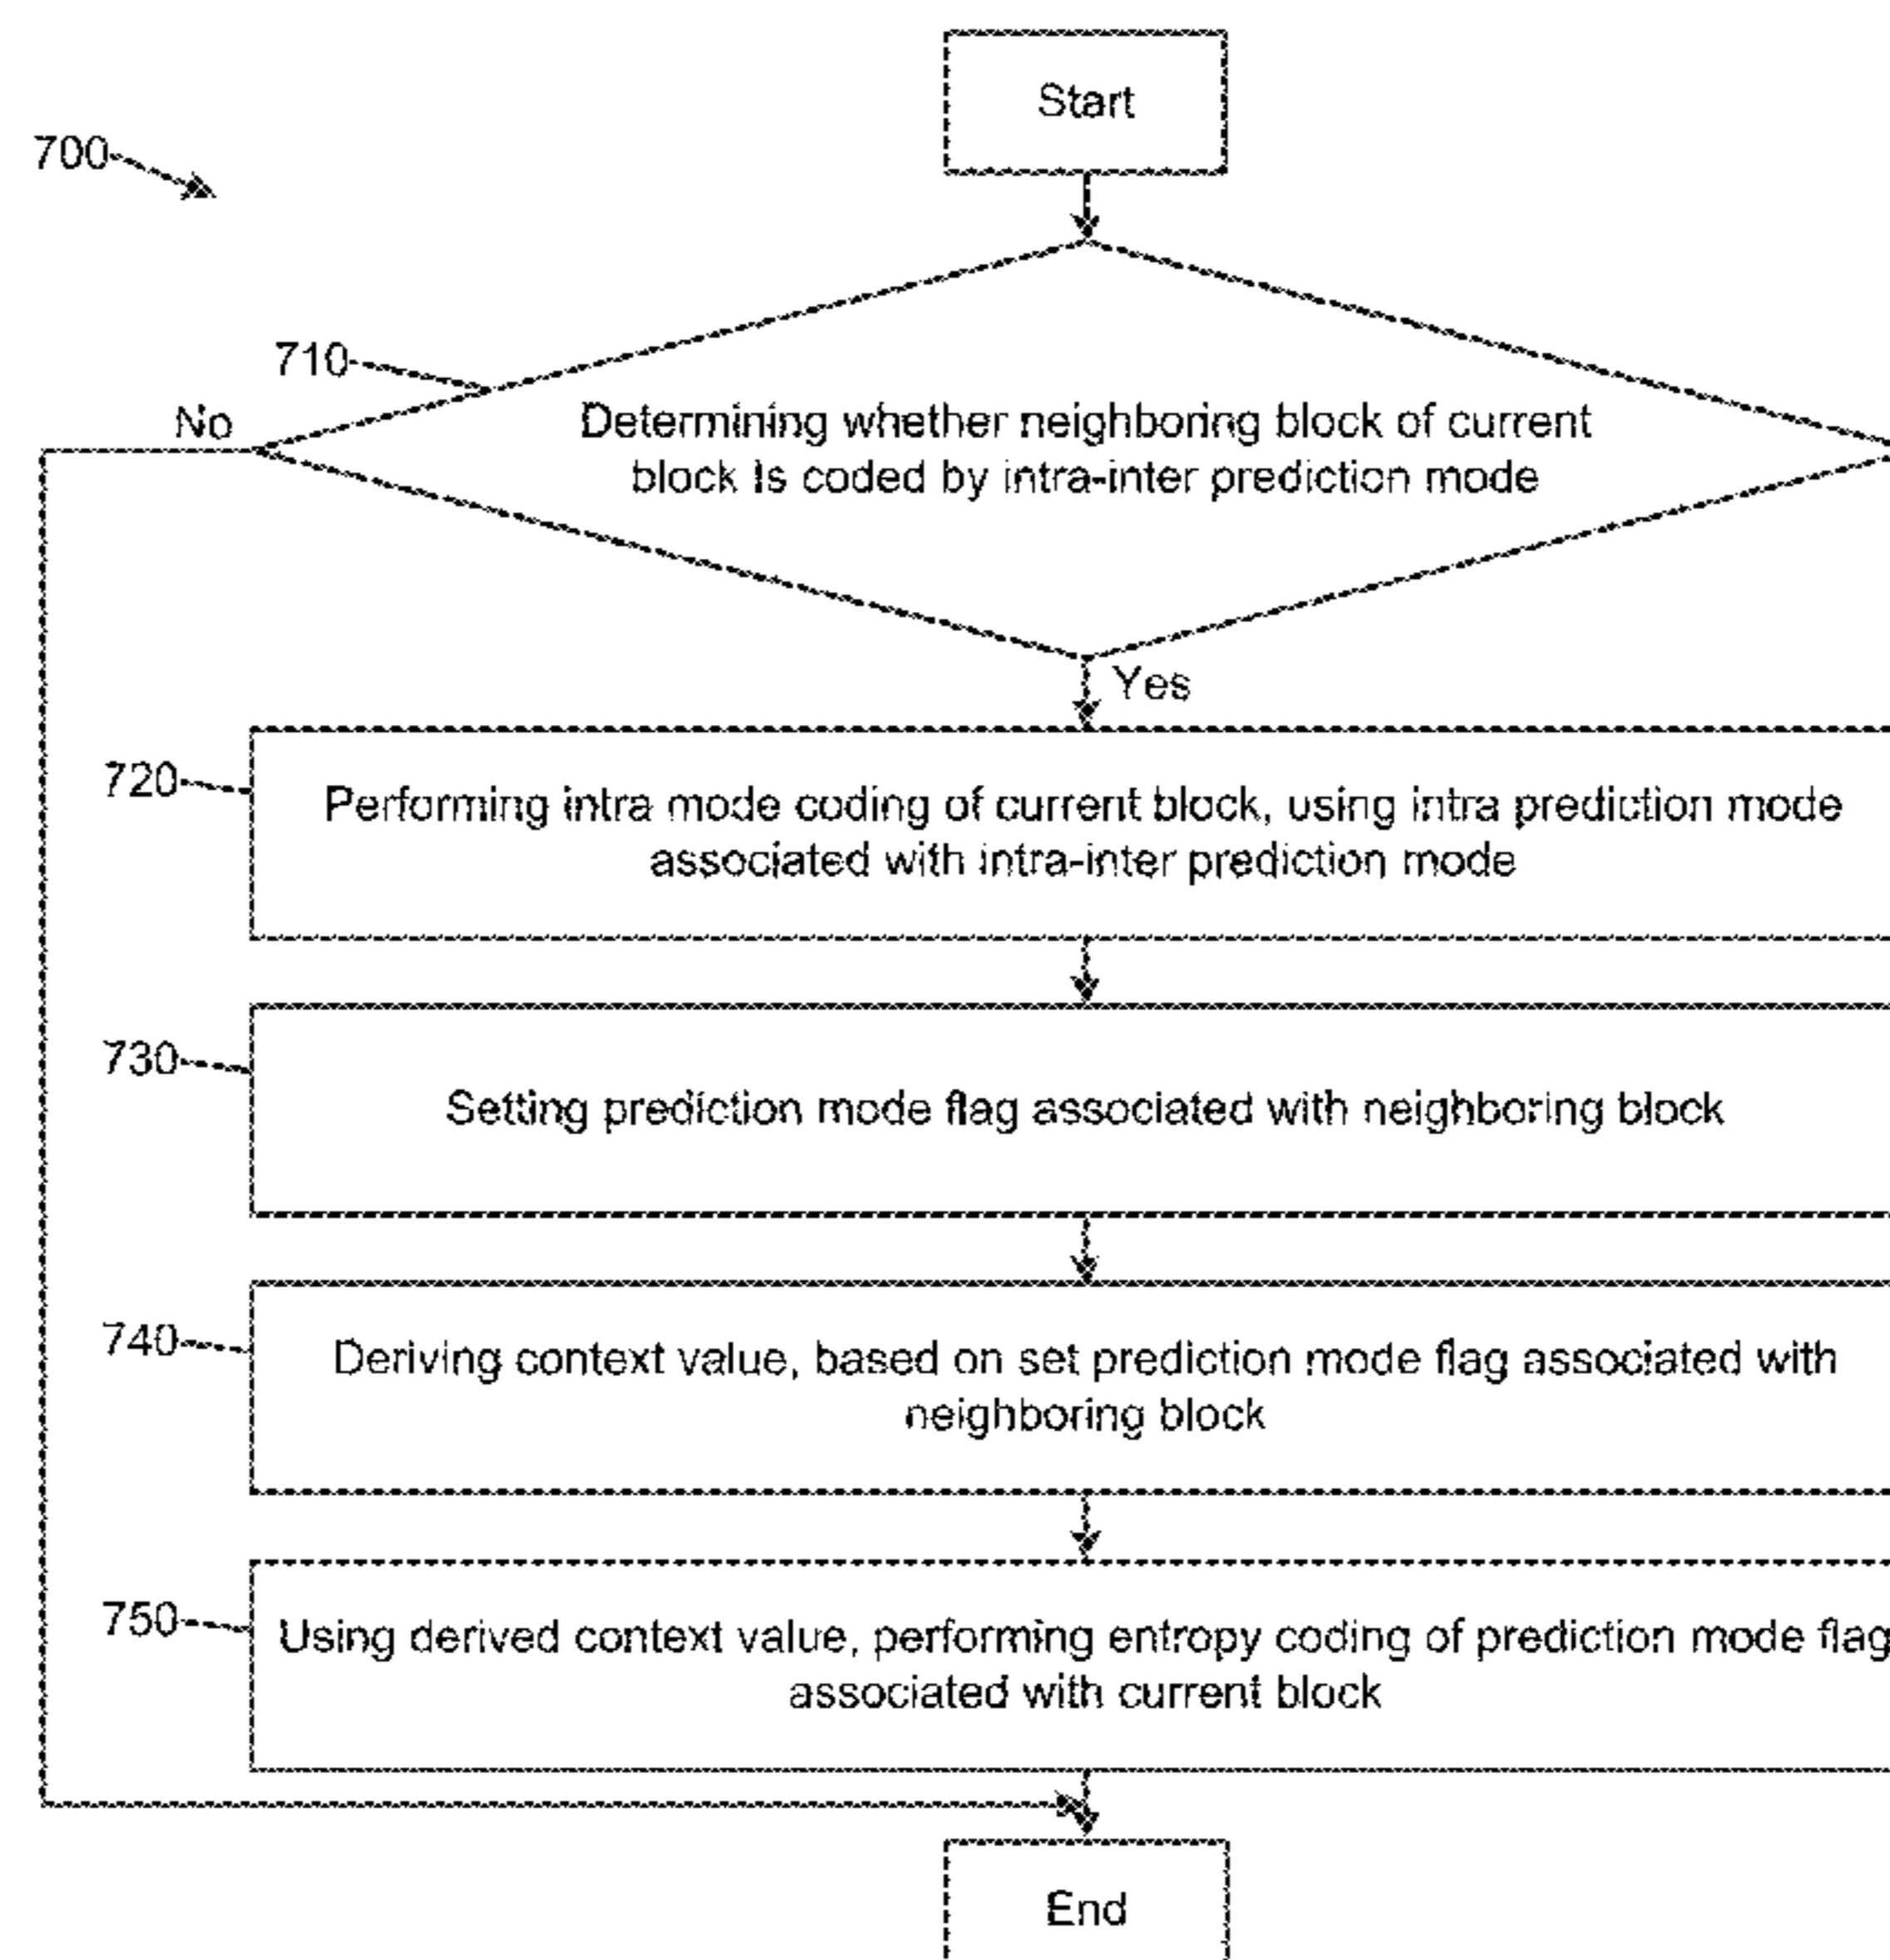 Start
700
710
No
Determining whether neighboring block of current
block is coded by intra-inter prediction mode
Yes
720
Performing intra mode coding of current block, using intra prediction mode
associated with intra-inter prediction mode
730
Setting prediction mode flag associated with neighboring block
740
Deriving context value, based on set prediction mode flag associated with
neighboring block
750
Using derived context value, performing entropy coding of prediction mode flag
associated with current block
End